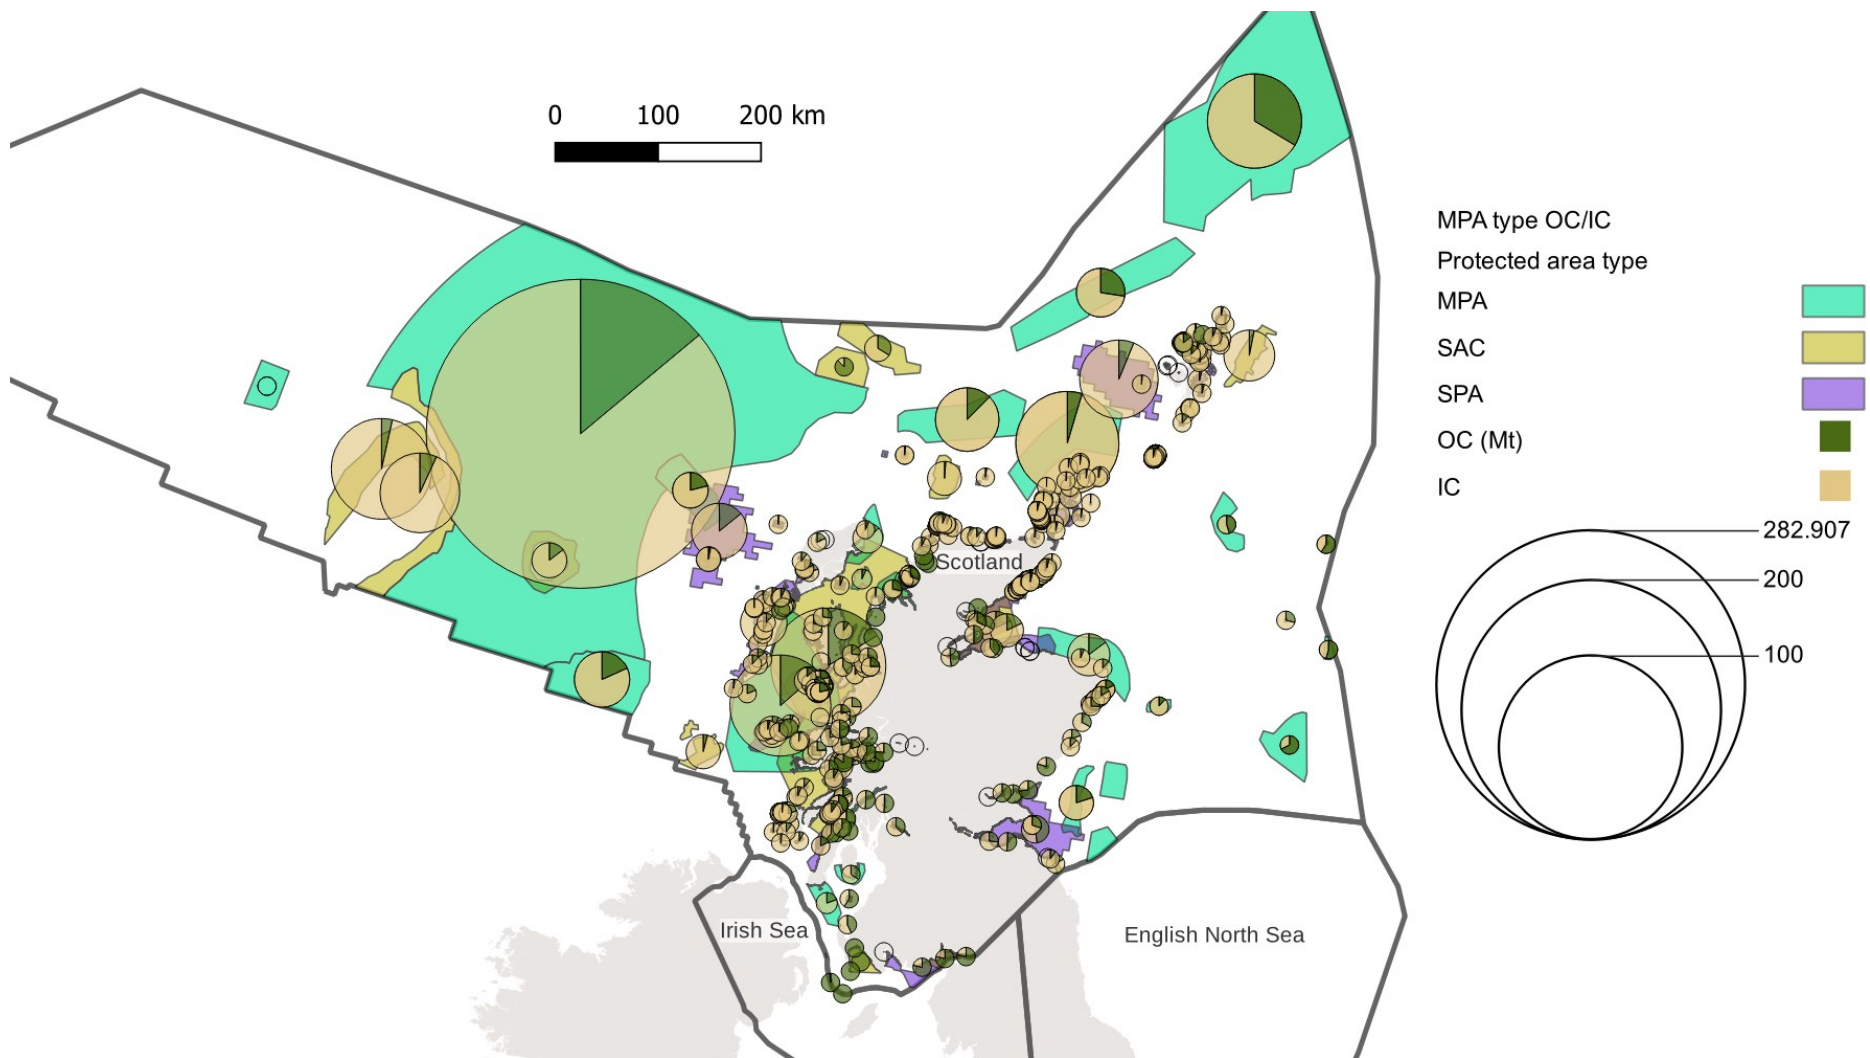 0 100 200 km
MPA type OC/IC
Protected area type
MPA
SAC
SPA
OC (Mt)
IC
282.907
200
100
Scotland
Irish Sea
English North Sea